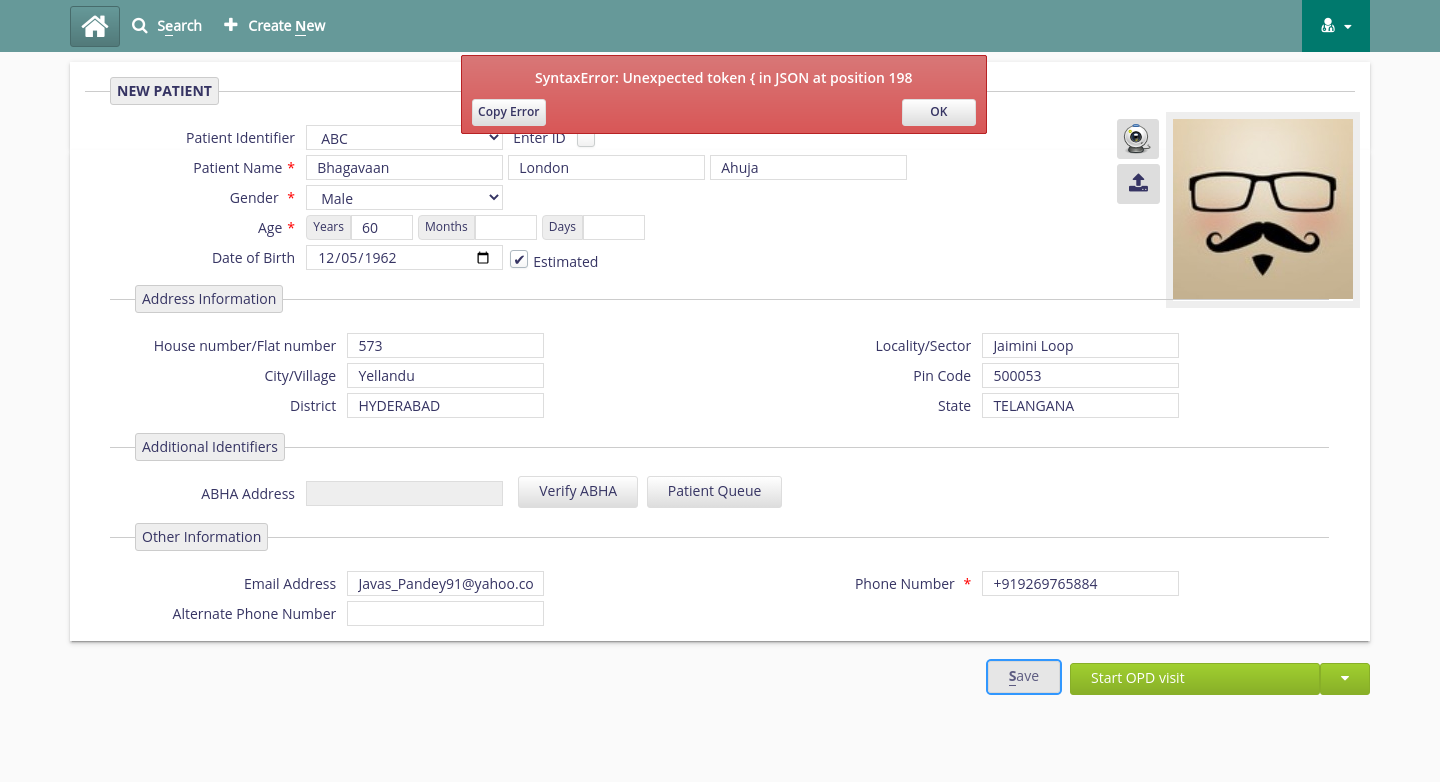 Search Create New
SyntaxError: Unexpected token { in JSON at position 198
Copy Error OK
NEW PATIENT
Patient Identifier ABC Enter ID
Patient Name * Bhagavaan London Ahuja
Gender * Male
Age * Years 60 Months Days
Date of Birth 12/05/1962 ✔ Estimated
Address Information
House number/Flat number 573 Locality/Sector Jaimini Loop
City/Village Yellandu Pin Code 500053
District HYDERABAD State TELANGANA
Additional Identifiers
ABHA Address Verify ABHA Patient Queue
Other Information
Email Address Javas_Pandey91@yahoo.co Phone Number * +919269765884
Alternate Phone Number
Save Start OPD visit